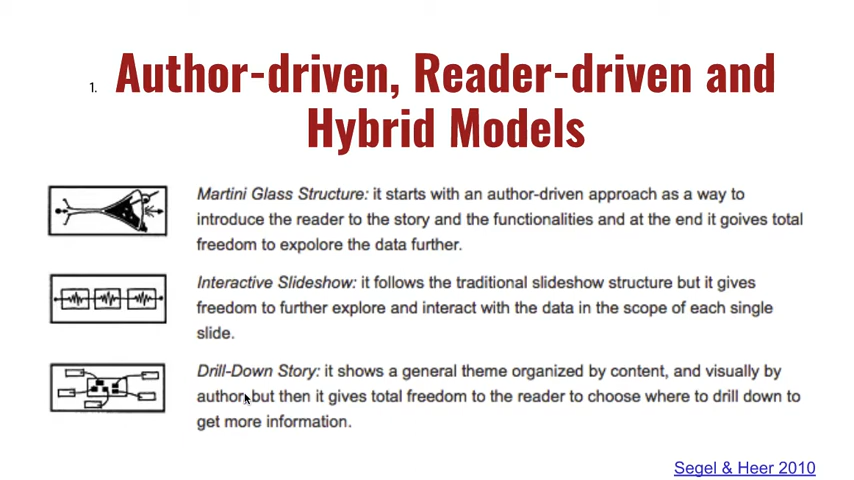 1. Author-driven, Reader-driven and
Hybrid Models
Martini Glass Structure: it starts with an author-driven approach as a way to
introduce the reader to the story and the functionalities and at the end it goives total
freedom to expolore the data further.
Interactive Slideshow: it follows the traditional slideshow structure but it gives
freedom to further explore and interact with the data in the scope of each single
slide.
Drill-Down Story: it shows a general theme organized by content, and visually by
author but then it gives total freedom to the reader to choose where to drill down to
get more information.
Segel & Heer 2010